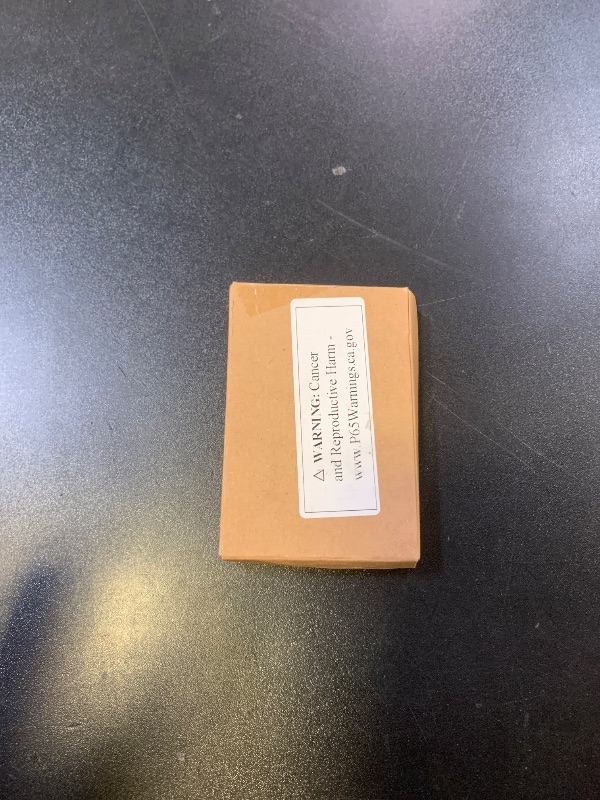 ⚠ WARNING: Cancer
and Reproductive Harm -
www.P65Warnings.ca.gov